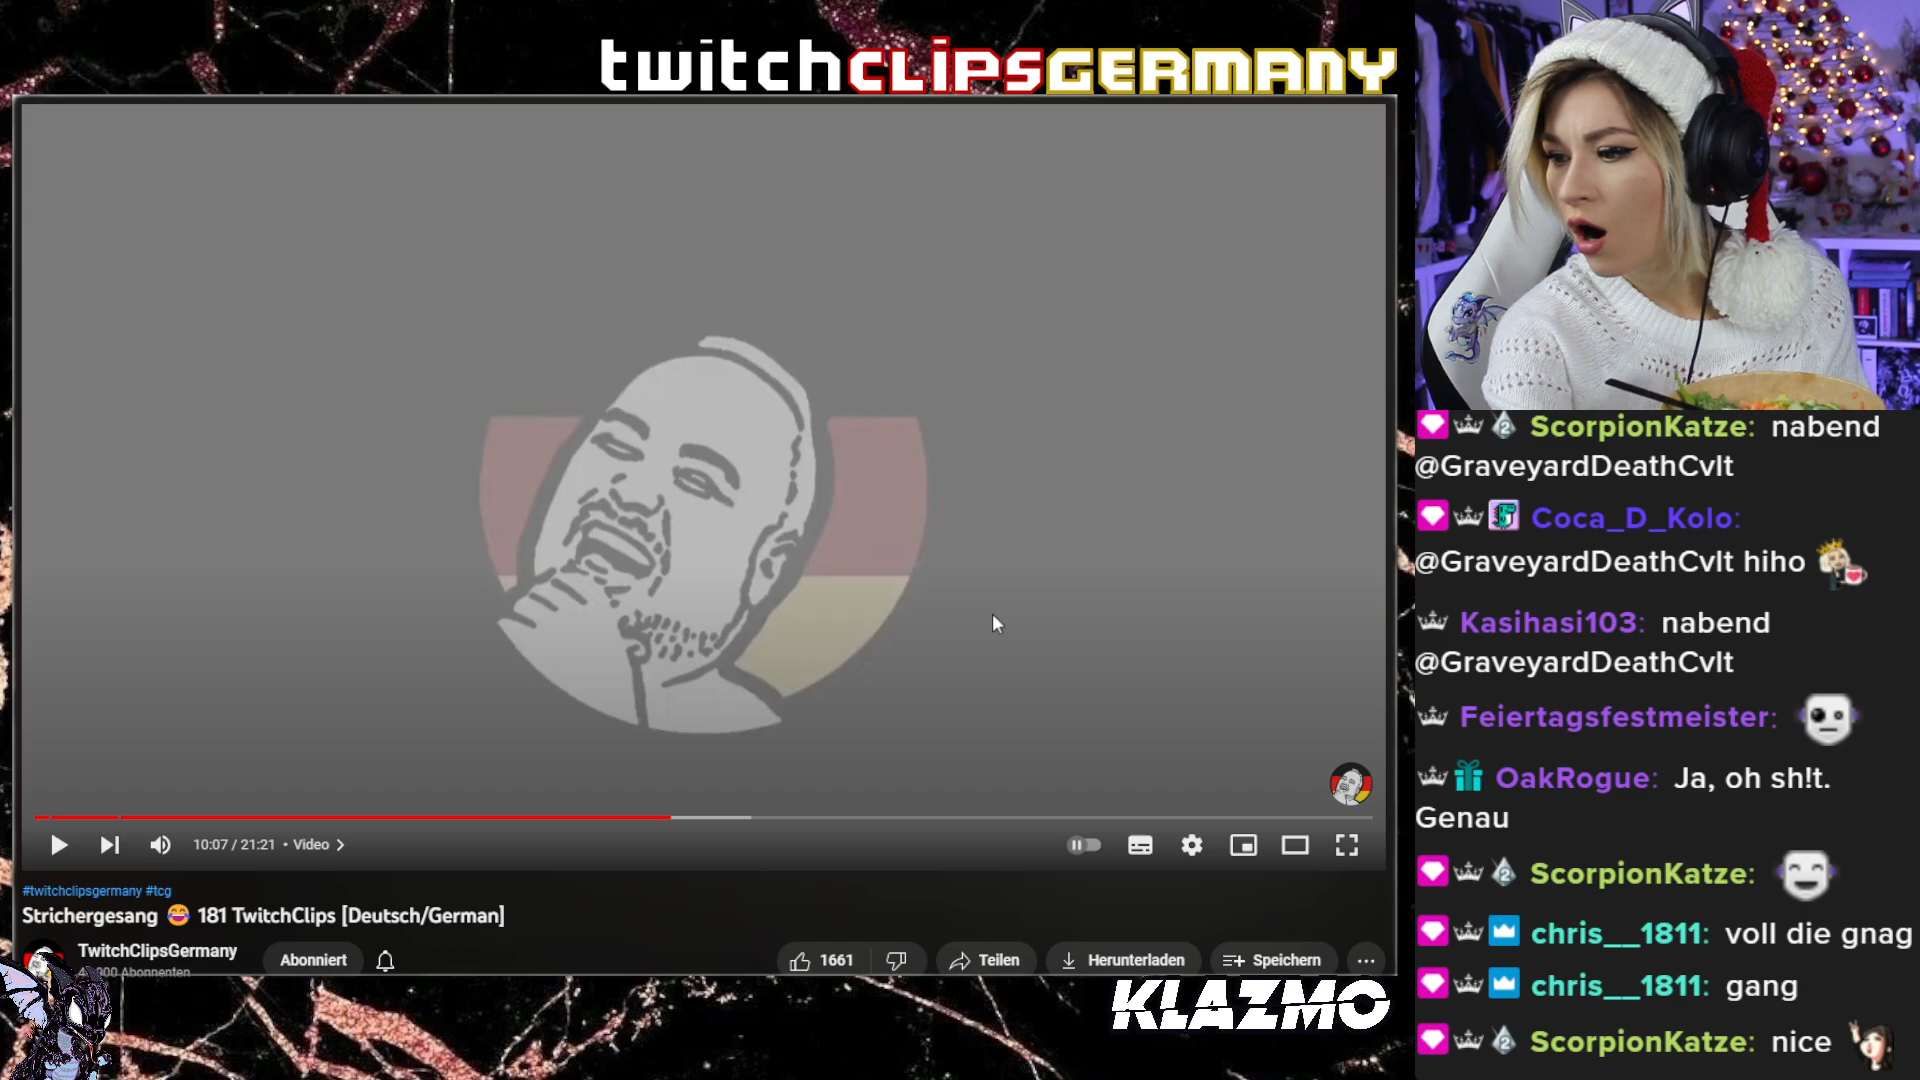 twitchCLIPSGERMANY
10:07 / 21:21 • Video
#twitchclipsgermany #tcg
Strichergesang 😂 181 TwitchClips [Deutsch/German]
TwitchClipsGermany
Abonnenten
Abonniert
1661
Teilen
Herunterladen
Speichern
KLAZMO
ScorpionKatze: nabend
@GraveyardDeathCvlt
Coca_D_Kolo:
@GraveyardDeathCvlt hiho
Kasihasi103: nabend
@GraveyardDeathCvlt
Feiertagsfestmeister:
OakRogue: Ja, oh sh!t.
Genau
ScorpionKatze:
chris__1811: voll die gnag
chris__1811: gang
ScorpionKatze: nice